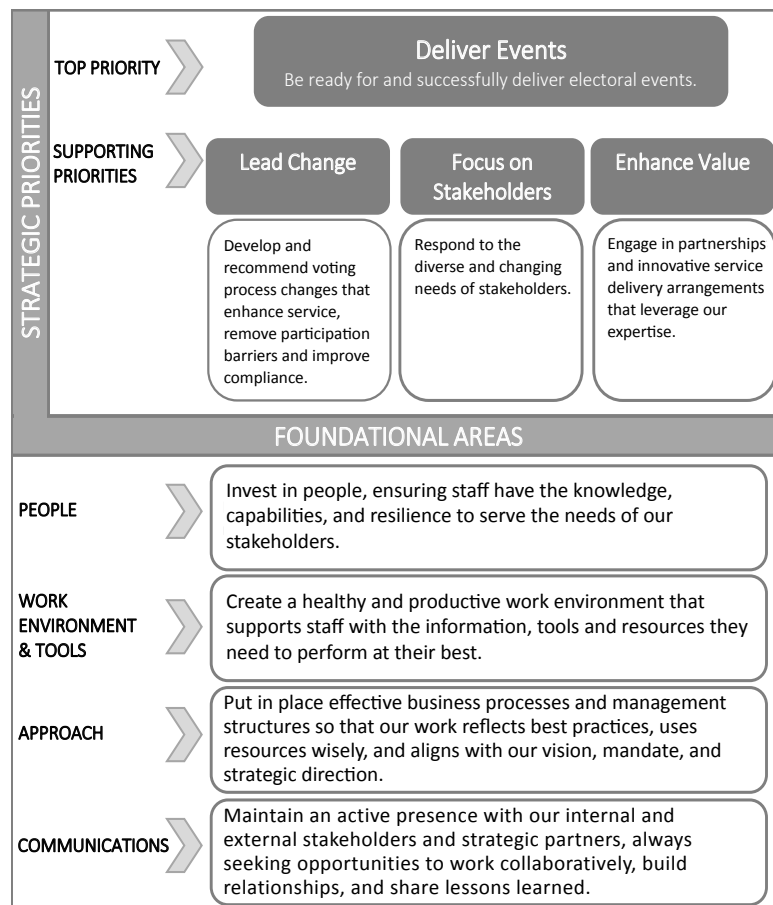 STRATEGIC PRIORITIES
TOP PRIORITY
Deliver Events
Be ready for and successfully deliver electoral events.
SUPPORTING
PRIORITIES
Lead Change
Focus on
Stakeholders
Enhance Value
Develop and
recommend voting
process changes that
enhance service,
remove participation
barriers and improve
compliance.
Respond to the
diverse and changing
needs of stakeholders.
Engage in partnerships
and innovative service
delivery arrangements
that leverage our
expertise.
FOUNDATIONAL AREAS
PEOPLE
Invest in people, ensuring staff have the knowledge,
capabilities, and resilience to serve the needs of our
stakeholders.
WORK
ENVIRONMENT
& TOOLS
Create a healthy and productive work environment that
supports staff with the information, tools and resources they
need to perform at their best.
APPROACH
Put in place effective business processes and management
structures so that our work reflects best practices, uses
resources wisely, and aligns with our vision, mandate, and
strategic direction.
COMMUNICATIONS
Maintain an active presence with our internal and
external stakeholders and strategic partners, always
seeking opportunities to work collaboratively, build
relationships, and share lessons learned.